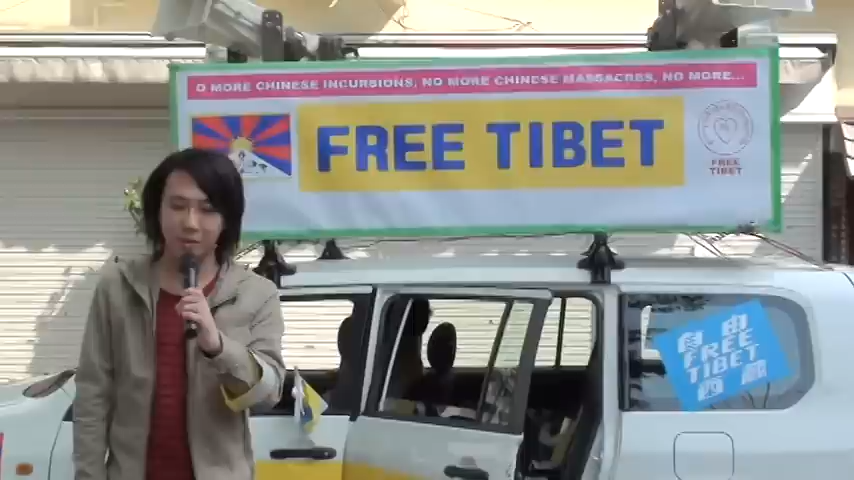 O MORE CHINESE INCURSIONS, NO MORE CHINESE MASSACRES, NO MORE...
FREE TIBET
FREE
TIBET
自由
FREE
TIBET
西藏